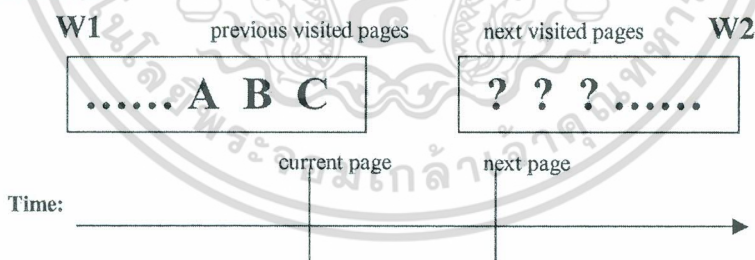 W1 previous visited pages next visited pages W2
...... A B C ? ? ? ......
current page next page
Time: